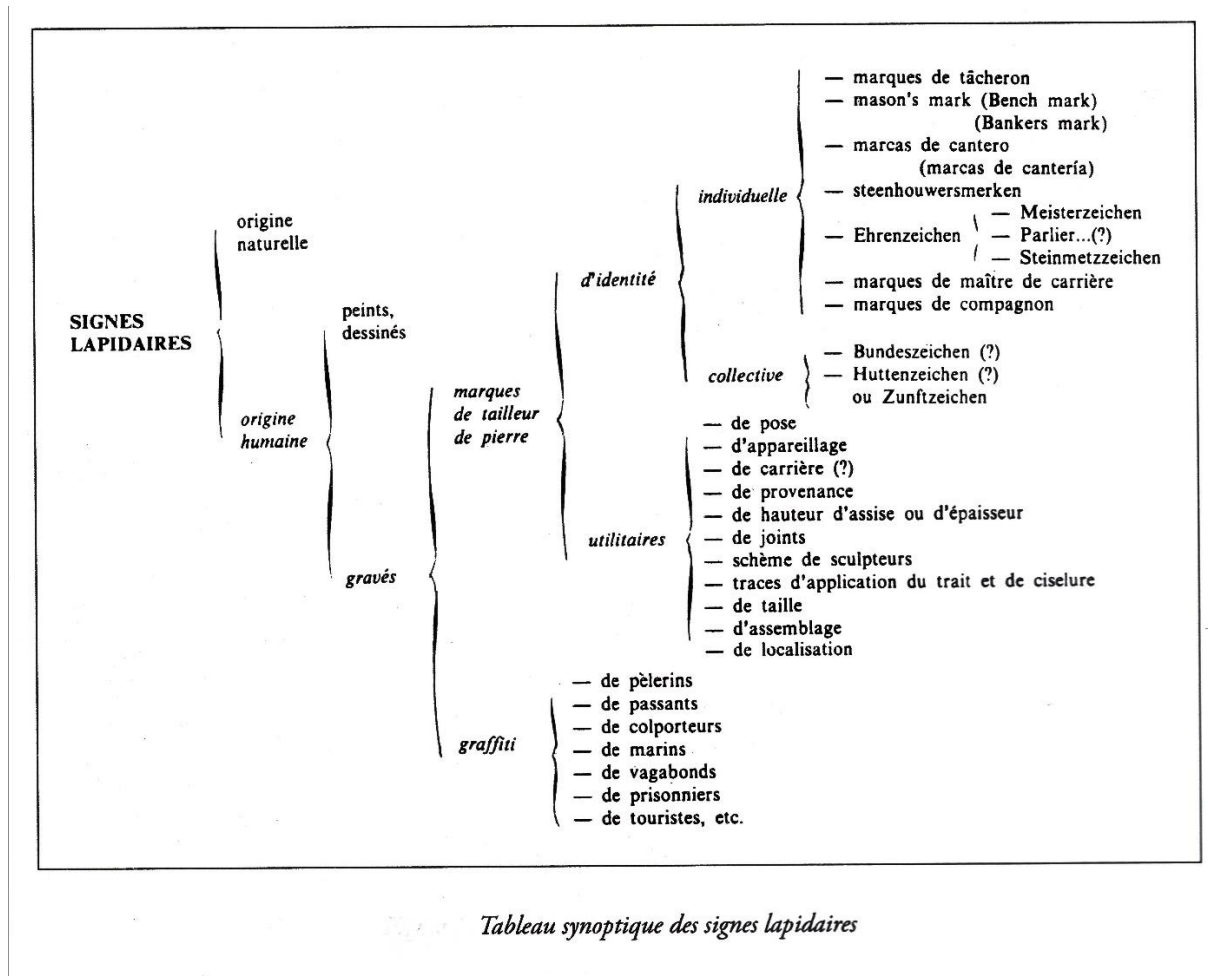 SIGNES
LAPIDAIRES
origine
naturelle
origine
humaine
peints,
dessinés
gravés
marques
de tailleur
de pierre
graffiti
d'identité
utilitaires
individuelle
collective
— marques de tâcheron
— mason's mark (Bench mark)
(Bankers mark)
— marcas de cantero
(marcas de cantería)
— steenhouwersmerken
— Ehrenzeichen
— Meisterzeichen
— Parlier...(?)
— Steinmetzzeichen
— marques de maître de carrière
— marques de compagnon
— Bundeszeichen (?)
— Huttenzeichen (?)
ou Zunftzeichen
— de pose
— d'appareillage
— de carrière (?)
— de provenance
— de hauteur d'assise ou d'épaisseur
— de joints
— schème de sculpteurs
— traces d'application du trait et de ciselure
— de taille
— d'assemblage
— de localisation
— de pèlerins
— de passants
— de colporteurs
— de marins
— de vagabonds
— de prisonniers
— de touristes, etc.
Tableau synoptique des signes lapidaires